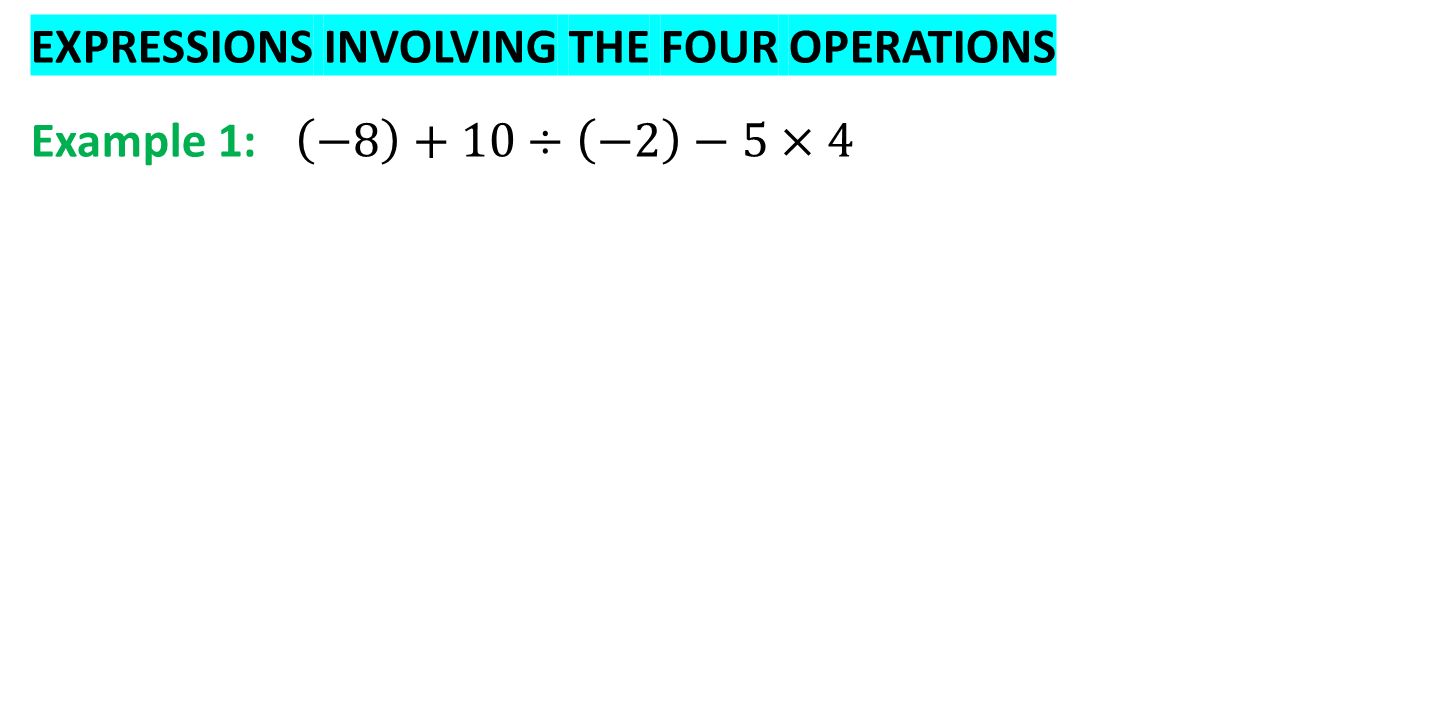 EXPRESSIONS INVOLVING THE FOUR OPERATIONS
Example 1: (−8) + 10 ÷ (−2) − 5 × 4